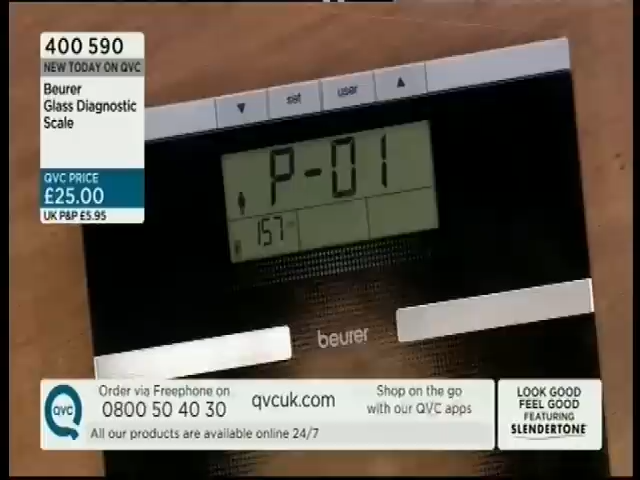 400 590
NEW TODAY ON QVC
Beurer
Glass Diagnostic
Scale
QVC PRICE
£25.00
UK P&P £5.95
▼ set user ▲
P-01
157
beurer
QVC
Order via Freephone on
0800 50 40 30
qvcuk.com
Shop on the go
with our QVC apps
All our products are available online 24/7
LOOK GOOD
FEEL GOOD
FEATURING
SLENDERTONE